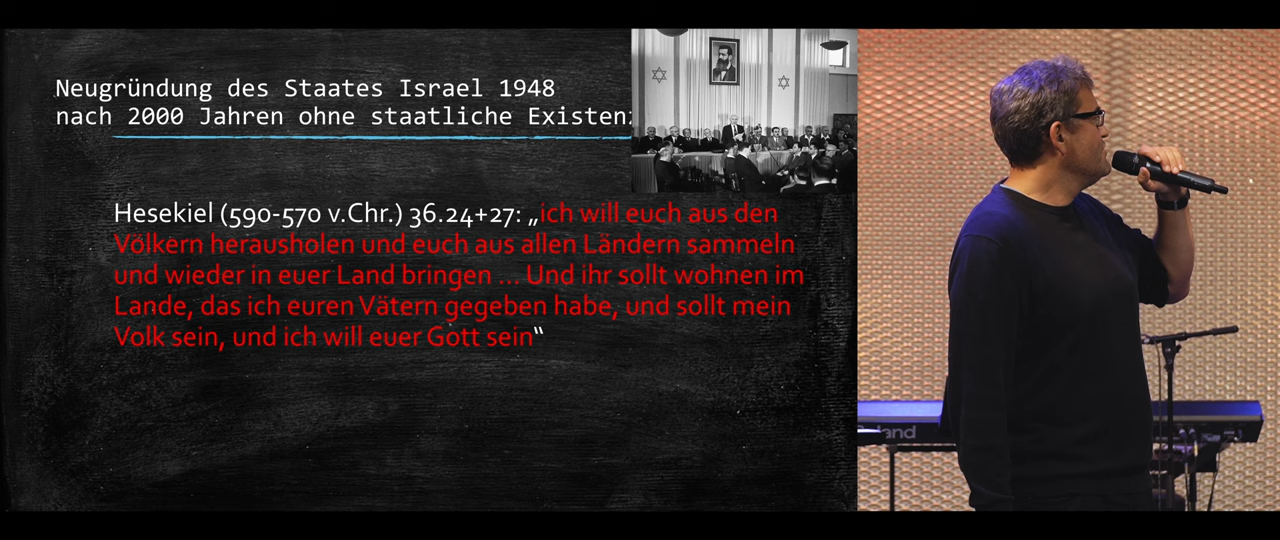 Neugründung des Staates Israel 1948
nach 2000 Jahren ohne staatliche Existenz
Hesekiel (590-570 v.Chr.) 36.24+27: „ich will euch aus den
Völkern herausholen und euch aus allen Ländern sammeln
und wieder in euer Land bringen ... Und ihr sollt wohnen im
Lande, das ich euren Vätern gegeben habe, und sollt mein
Volk sein, und ich will euer Gott sein“
Roland